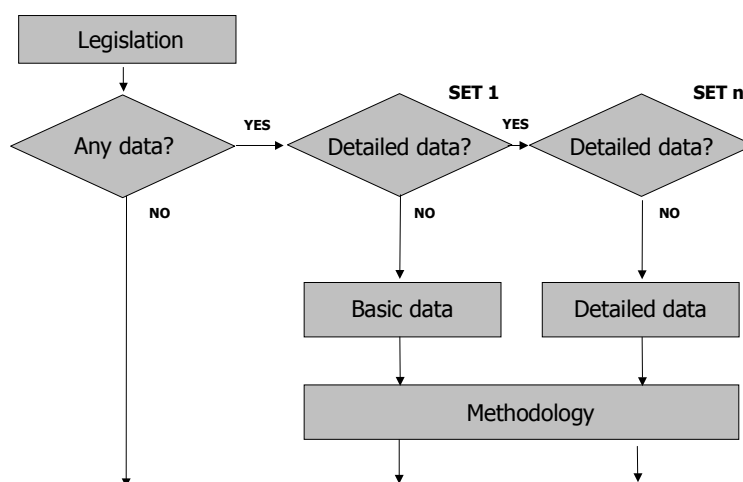 Legislation
SET 1
SET n
Any data?
YES
Detailed data?
YES
Detailed data?
NO
NO
NO
Basic data
Detailed data
Methodology